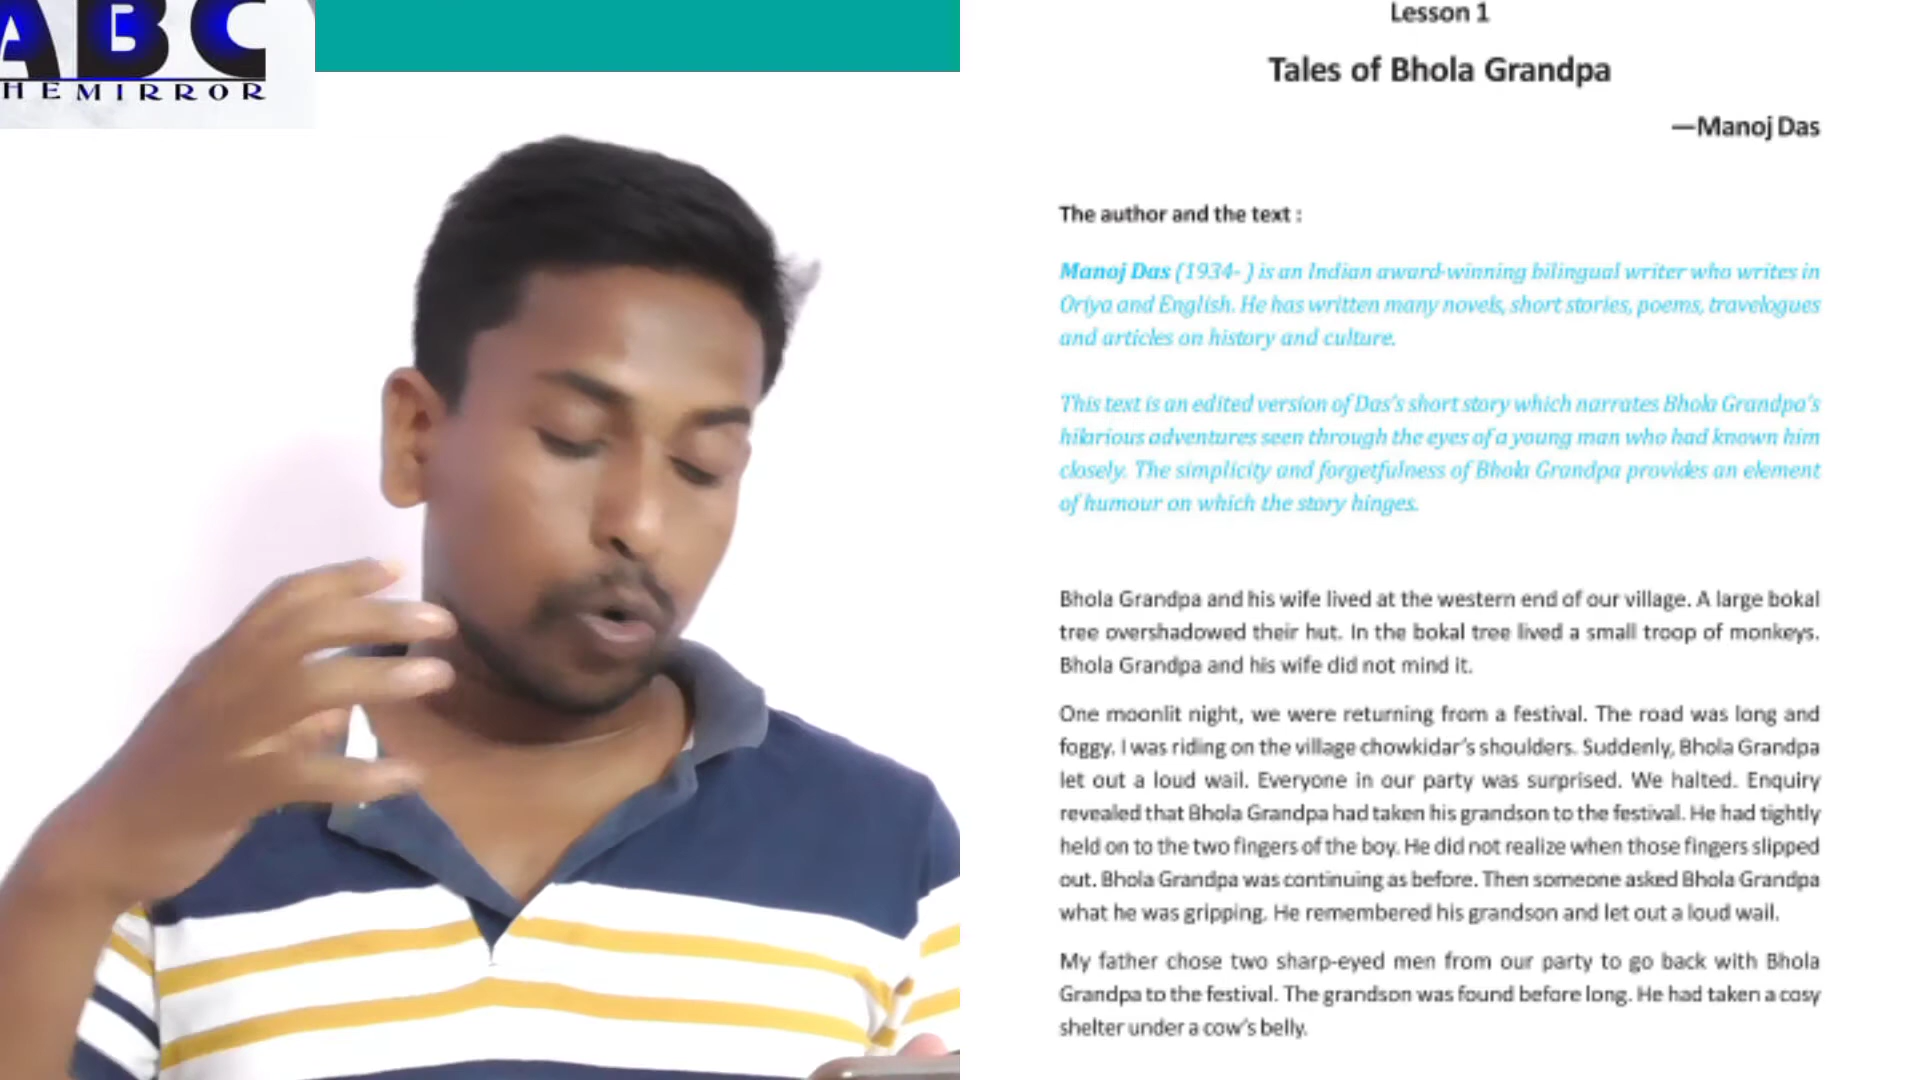 ABC
HEMIRROR
Lesson 1
Tales of Bhola Grandpa
—Manoj Das
The author and the text :
Manoj Das (1934- ) is an Indian award-winning bilingual writer who writes in
Oriya and English. He has written many novels, short stories, poems, travelogues
and articles on history and culture.
This text is an edited version of Das's short story which narrates Bhola Grandpa's
hilarious adventures seen through the eyes of a young man who had known him
closely. The simplicity and forgetfulness of Bhola Grandpa provides an element
of humour on which the story hinges.
Bhola Grandpa and his wife lived at the western end of our village. A large bokal
tree overshadowed their hut. In the bokal tree lived a small troop of monkeys.
Bhola Grandpa and his wife did not mind it.
One moonlit night, we were returning from a festival. The road was long and
foggy. I was riding on the village chowkidar's shoulders. Suddenly, Bhola Grandpa
let out a loud wail. Everyone in our party was surprised. We halted. Enquiry
revealed that Bhola Grandpa had taken his grandson to the festival. He had tightly
held on to the two fingers of the boy. He did not realize when those fingers slipped
out. Bhola Grandpa was continuing as before. Then someone asked Bhola Grandpa
what he was gripping. He remembered his grandson and let out a loud wail.
My father chose two sharp-eyed men from our party to go back with Bhola
Grandpa to the festival. The grandson was found before long. He had taken a cosy
shelter under a cow's belly.